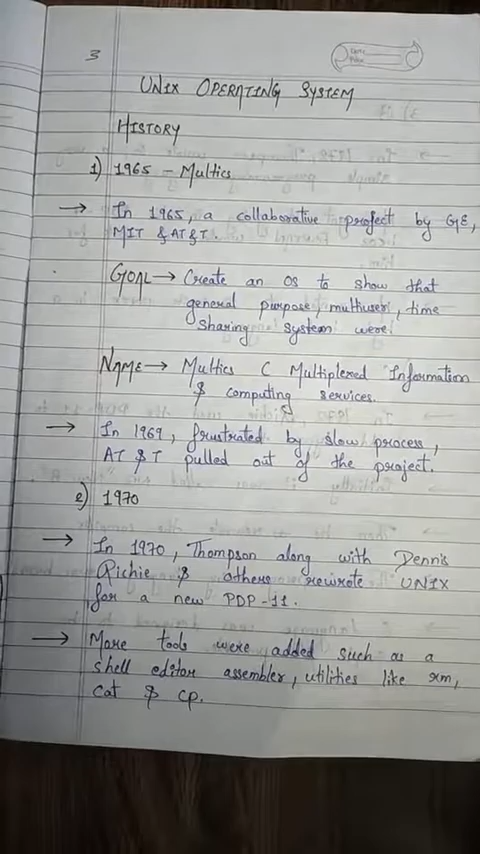 3
UNIX OPERATING SYSTEM
HISTORY
1) 1965 - Multics
→ In 1965, a collaborative project by GE,
MIT & AT&T.
GOAL → Create an OS to show that
general purpose, multiuser, time
sharing system were.
NAME → Multics C Multiplexed Information
& computing services.
→ In 1969, frustrated by slow process,
AT & T pulled out of the project.
2) 1970
→ In 1970, Thompson along with Dennis
Richie & others rewrote UNIX
for a new PDP-11.
→ More tools were added such as a
shell editor assembler, utilities like rm,
cat & cp.